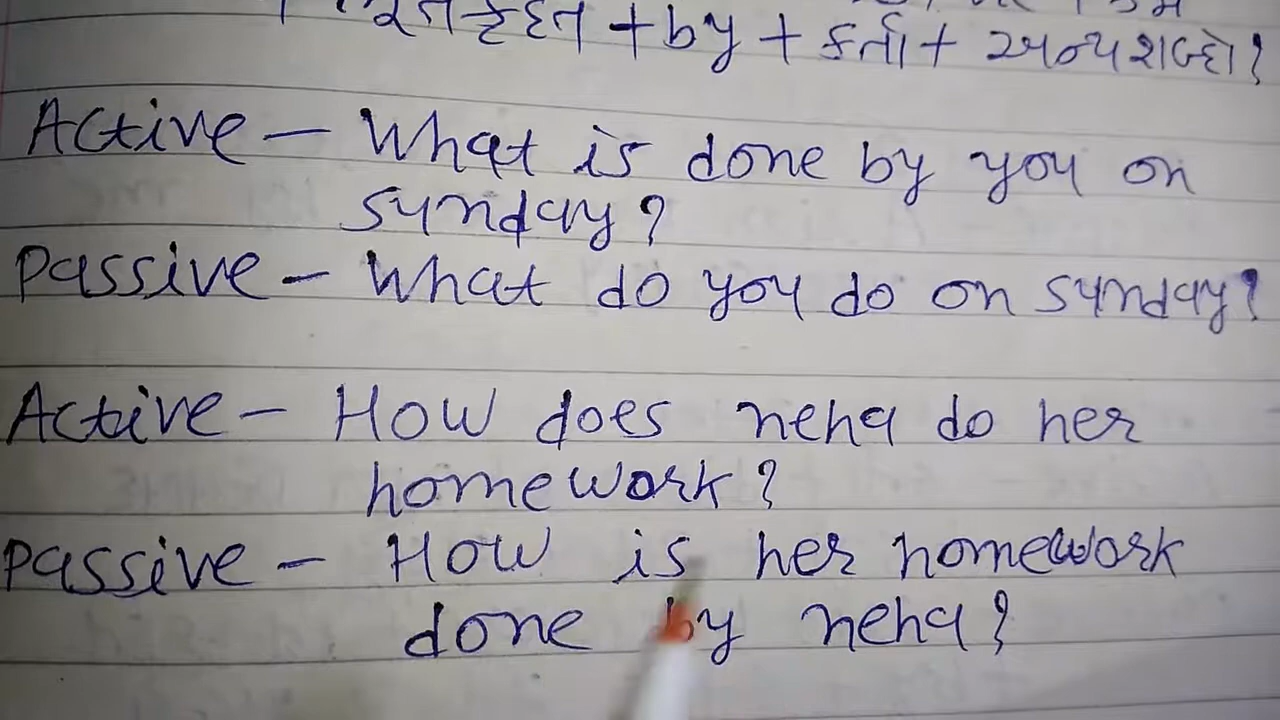 + by + કર્તા + અન્ય શબ્દો?
Active - What is done by you on
sunday?
Passive - What do you do on sunday?
Active - How does neha do her
homework?
Passive - How is her homework
done by neha?